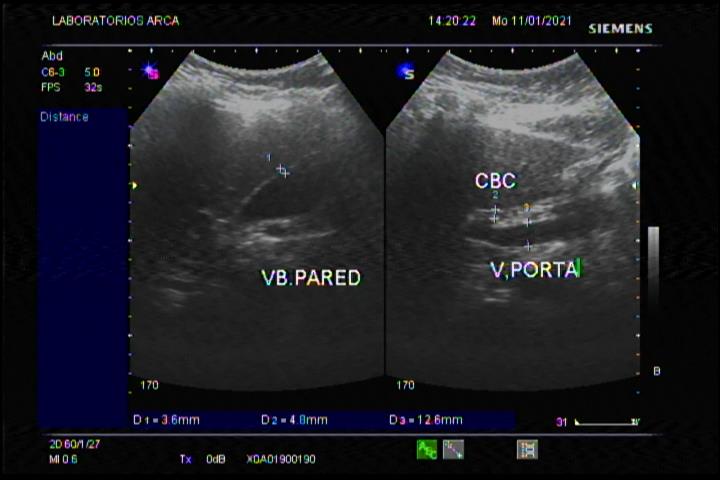 LABORATORIOS ARCA
14:20:22 Mo 11/01/2021
SIEMENS
Abd
C6-3 5.0
FPS 32s
Distance
S
S
1
CBC
2
3
VB.PARED
V,PORTA
B
170
170
D1=3.6mm D2=4.8mm D3=12.6mm
31
2D 60/1/27
MI 0.6 Tx 0dB X0A01900190
ABC